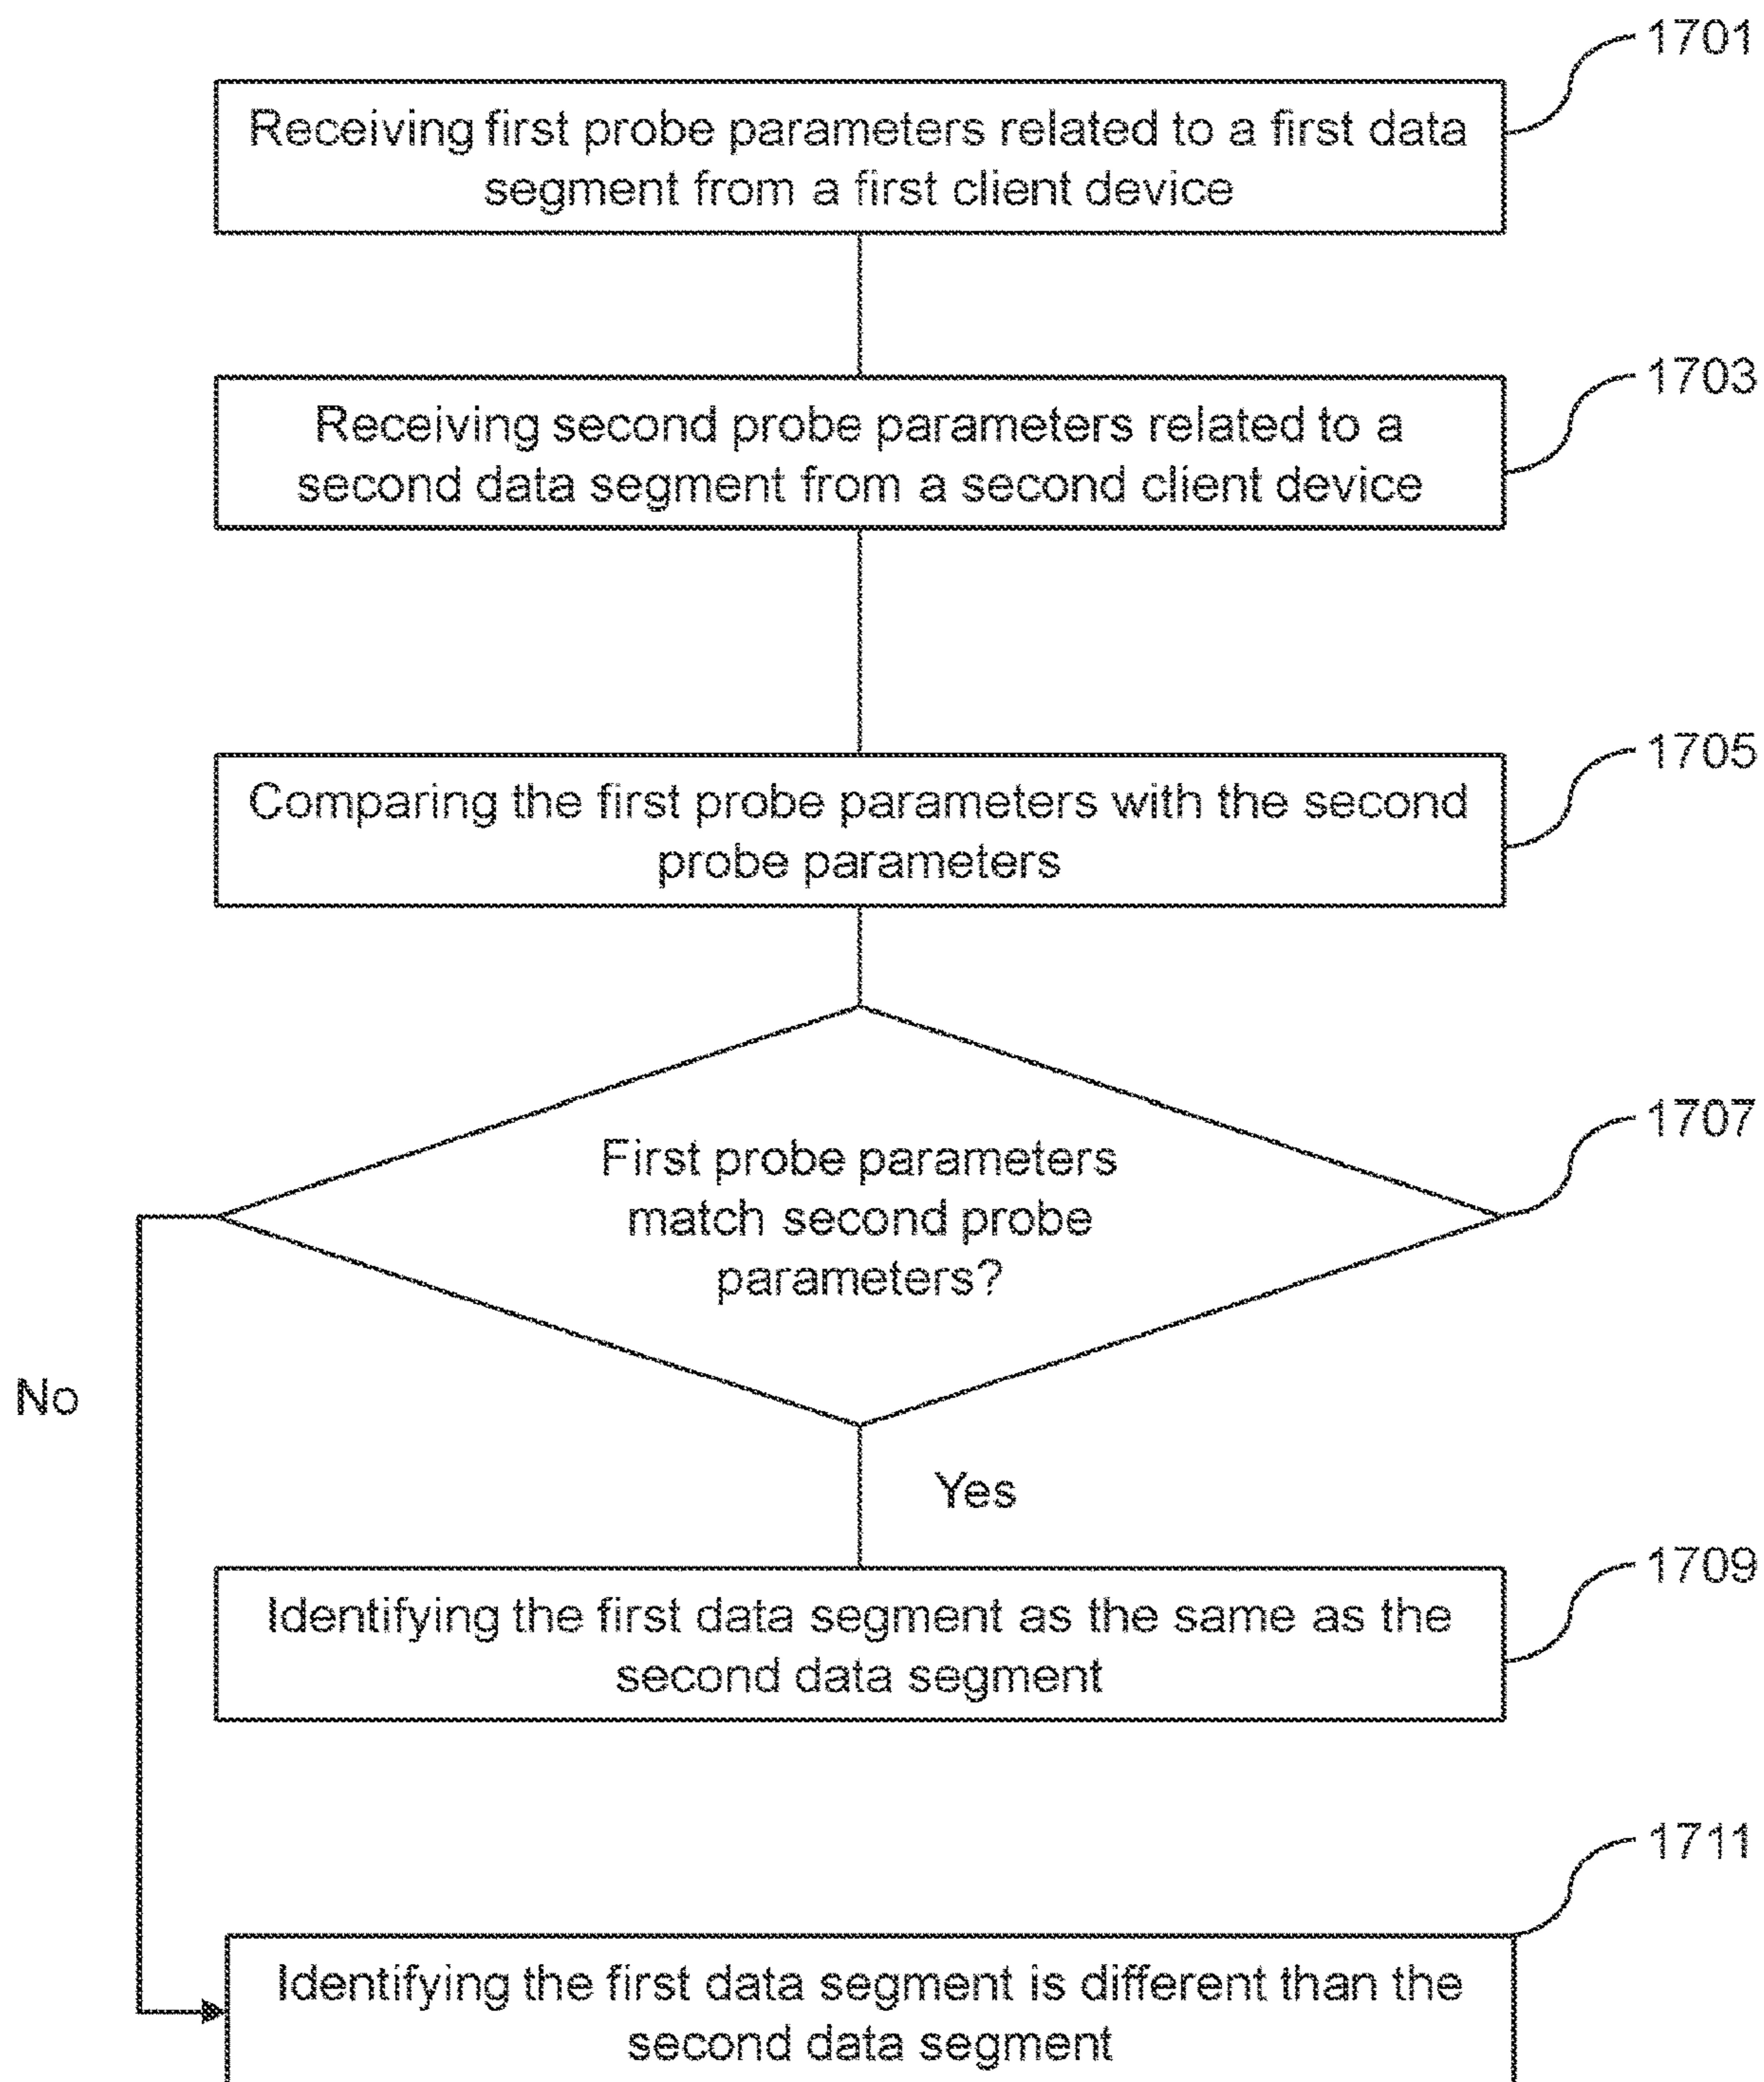 1701
Receiving first probe parameters related to a first data
segment from a first client device
1703
Receiving second probe parameters related to a
second data segment from a second client device
1705
Comparing the first probe parameters with the second
probe parameters
1707
First probe parameters
match second probe
parameters?
No
Yes
1709
Identifying the first data segment as the same as the
second data segment
1711
Identifying the first data segment is different than the
second data segment